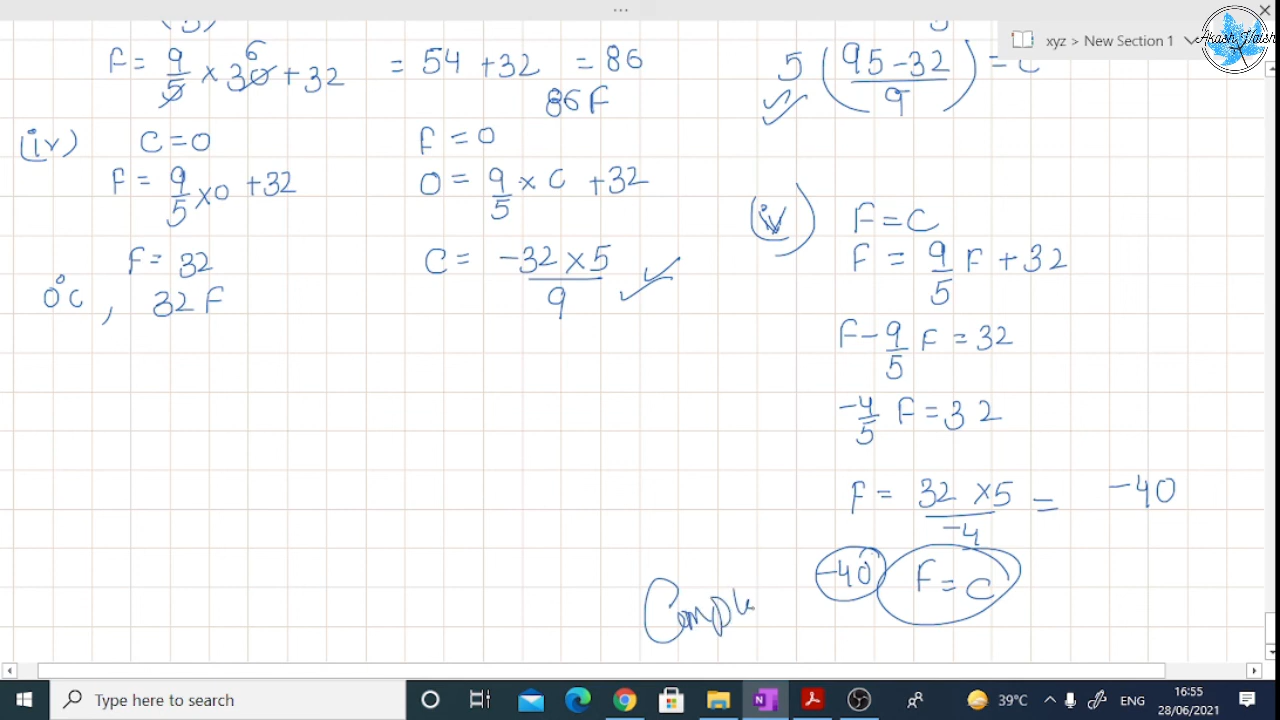 xyz > New Section 1
F = 9/5 × 30 6 + 32 = 54 + 32 = 86
86 F
5 ( 95 - 32 / 9 ) = C
(iv) C = 0
F = 9/5 × 0 + 32
F = 32
0°C , 32 F
F = 0
0 = 9/5 × C + 32
C = -32 × 5 / 9
F = C
F = 9/5 F + 32
F - 9/5 F = 32
-4/5 F = 32
F = 32 × 5 / -4 = -40
-40° F = C
Comple
Type here to search
39°C
ENG
16:55
28/06/2021